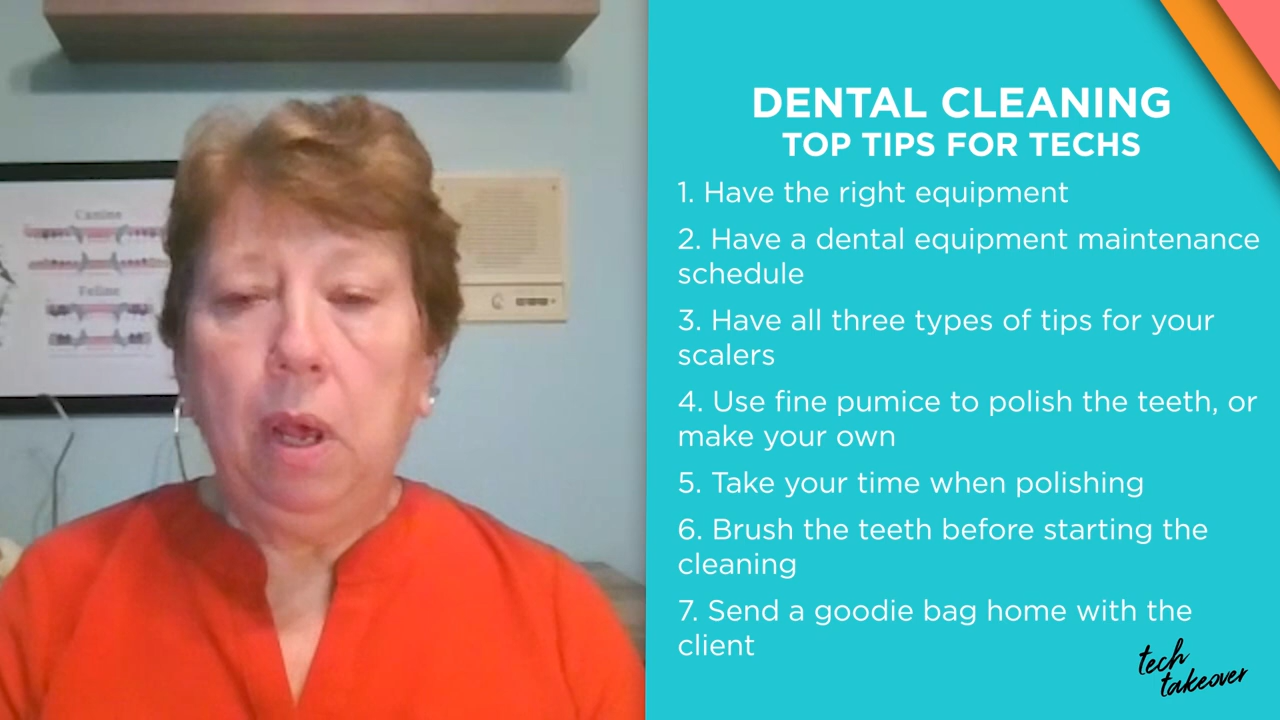 DENTAL CLEANING
TOP TIPS FOR TECHS
1. Have the right equipment
2. Have a dental equipment maintenance
schedule
3. Have all three types of tips for your
scalers
4. Use fine pumice to polish the teeth, or
make your own
5. Take your time when polishing
6. Brush the teeth before starting the
cleaning
7. Send a goodie bag home with the
client
tech
takeover
Canine
Feline